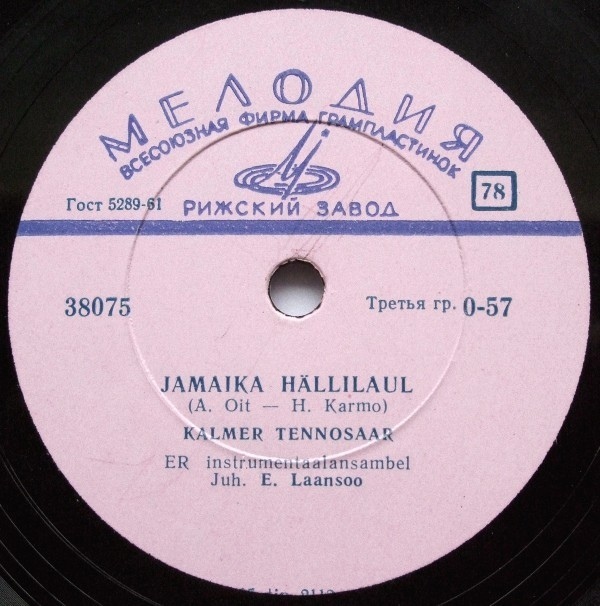 МЕЛОДИЯ
ВСЕСОЮЗНАЯ ФИРМА ГРАМПЛАСТИНОК
Гост 5289-61
78
РИЖСКИЙ ЗАВОД
38075
Третья гр. 0-57
JAMAIKA HÄLLILAUL
(A. Oit — H. Karmo)
KALMER TENNOSAAR
ER instrumentaalansambel
Juh. E. Laansoo